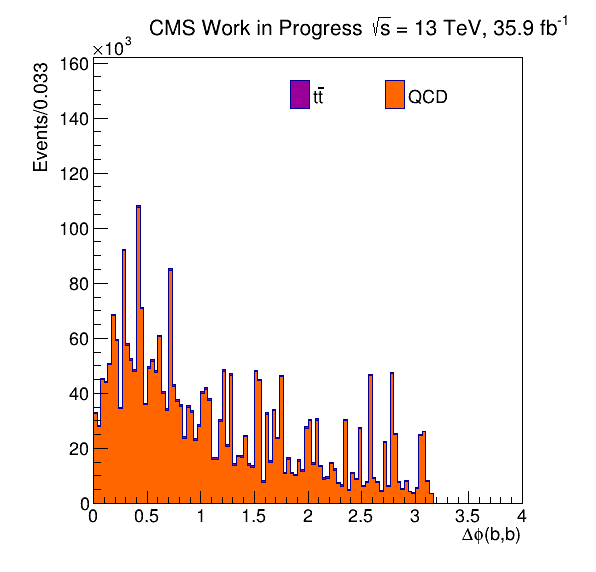 CMS Work in Progress √s = 13 TeV, 35.9 fb⁻¹
×10³
Events/0.033
160
140
120
100
80
60
40
20
0
tt̄
QCD
0 0.5 1 1.5 2 2.5 3 3.5 4
Δϕ(b,b)